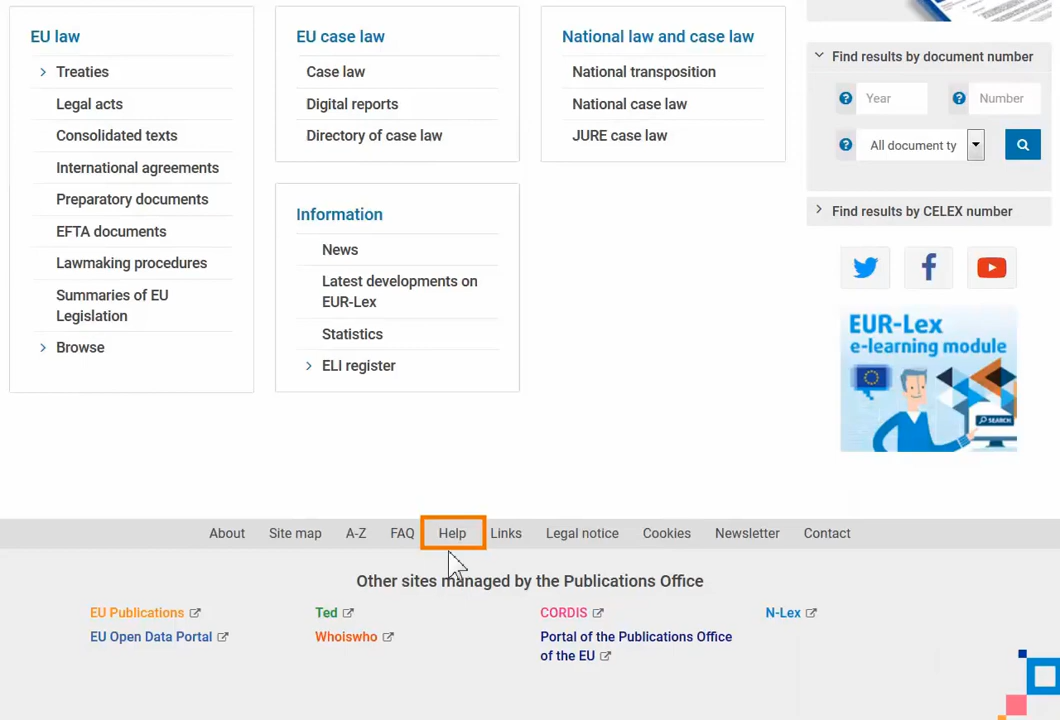 EU law
Treaties
Legal acts
Consolidated texts
International agreements
Preparatory documents
EFTA documents
Lawmaking procedures
Summaries of EU
Legislation
Browse
EU case law
Case law
Digital reports
Directory of case law
Information
News
Latest developments on
EUR-Lex
Statistics
ELI register
National law and case law
National transposition
National case law
JURE case law
Find results by document number
? Year ? Number
? All document ty
Find results by CELEX number
EUR-Lex
e-learning module
SEARCH
About Site map A-Z FAQ Help Links Legal notice Cookies Newsletter Contact
Other sites managed by the Publications Office
EU Publications Ted CORDIS N-Lex
EU Open Data Portal Whoiswho Portal of the Publications Office
of the EU